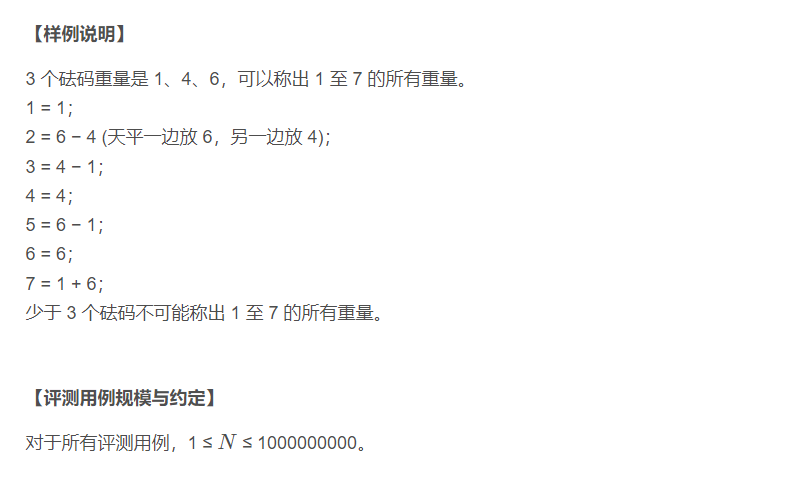 【样例说明】
3 个砝码重量是 1、4、6，可以称出 1 至 7 的所有重量。
1 = 1；
2 = 6 − 4 (天平一边放 6，另一边放 4)；
3 = 4 − 1；
4 = 4；
5 = 6 − 1；
6 = 6；
7 = 1 + 6；
少于 3 个砝码不可能称出 1 至 7 的所有重量。
【评测用例规模与约定】
对于所有评测用例，1 ≤ N ≤ 1000000000。